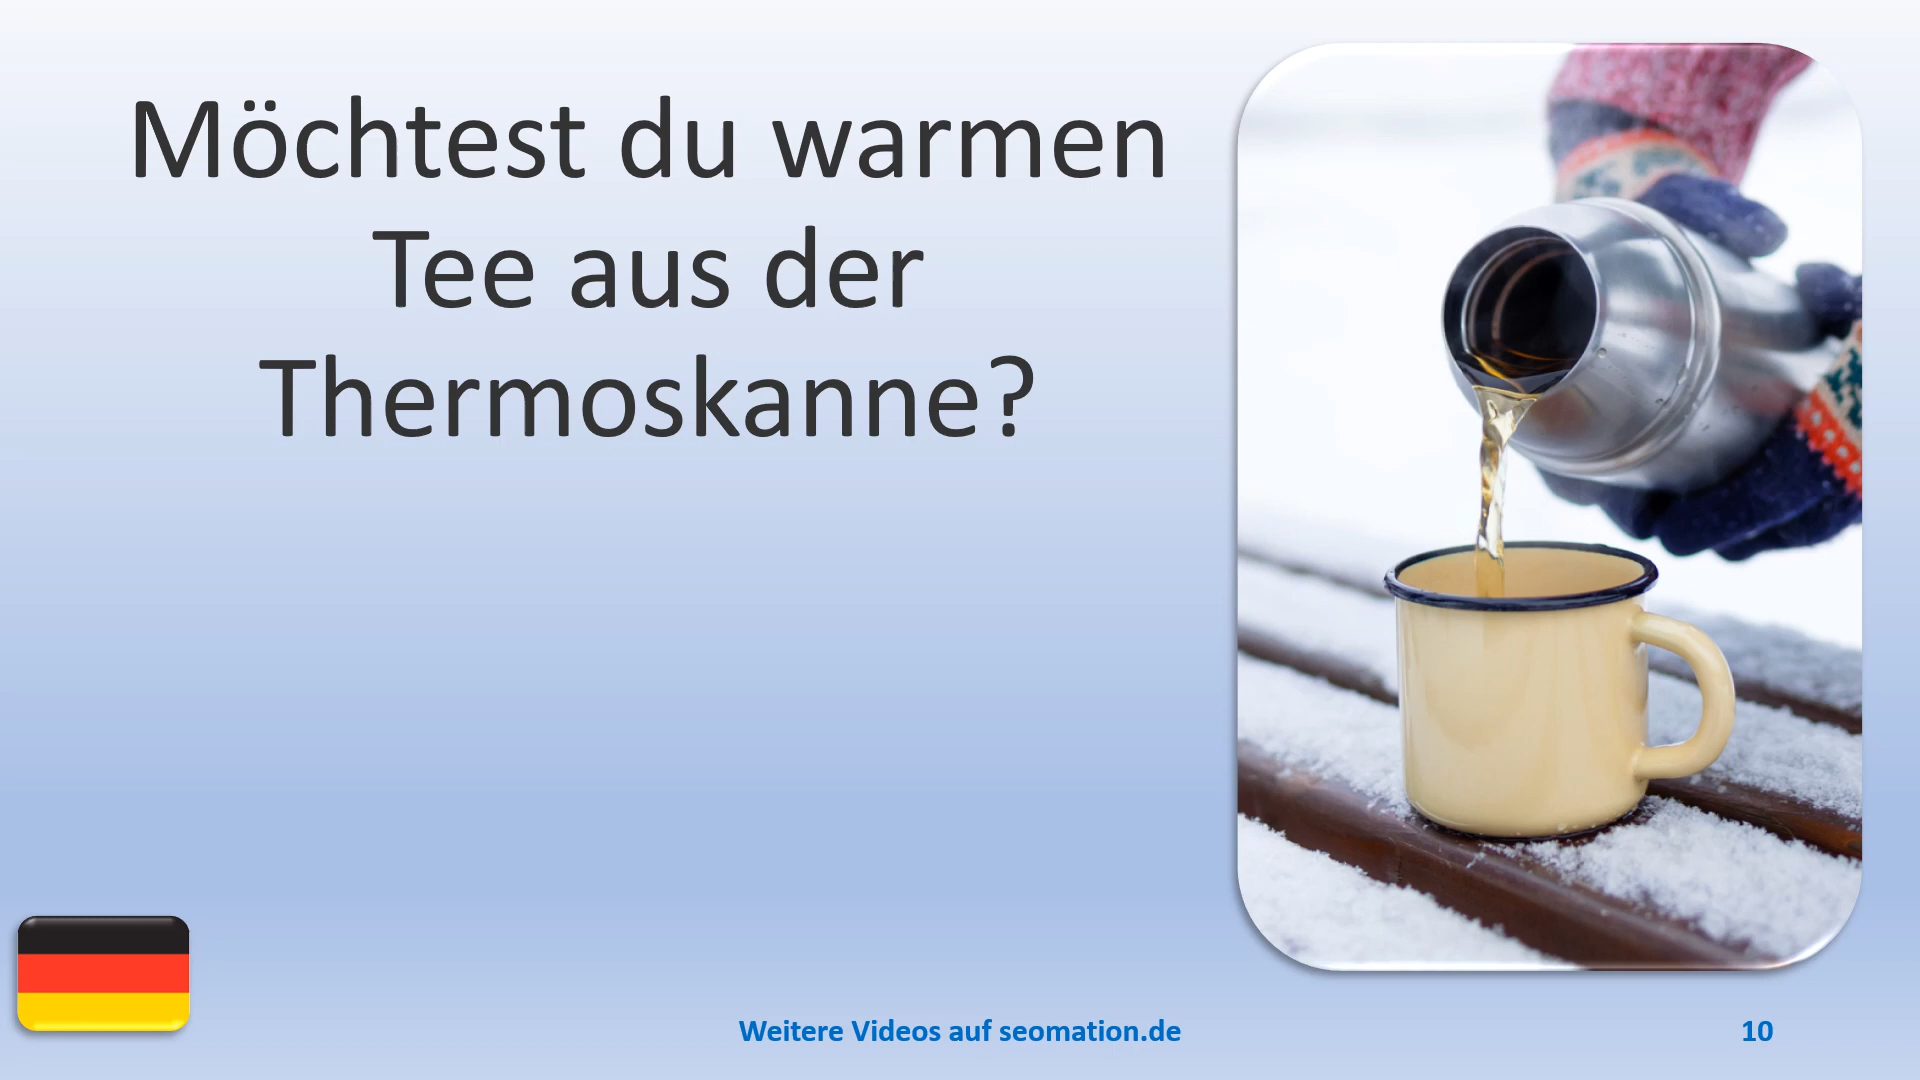 Möchtest du warmen
Tee aus der
Thermoskanne?
Weitere Videos auf seomation.de
10